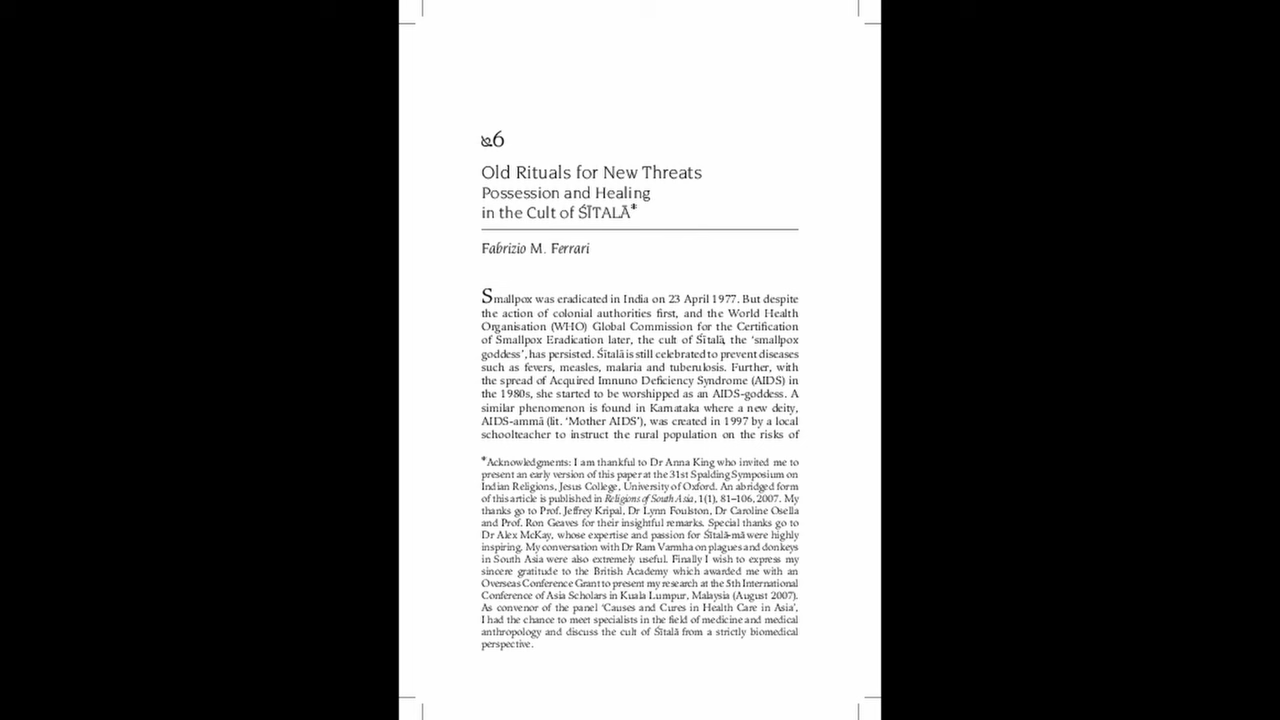 6
Old Rituals for New Threats
Possession and Healing
in the Cult of ŚĪTALĀ*
Fabrizio M. Ferrari
Smallpox was eradicated in India on 23 April 1977. But despite
the action of colonial authorities first, and the World Health
Organisation (WHO) Global Commission for the Certification
of Smallpox Eradication later, the cult of Śītalā, the ‘smallpox
goddess’, has persisted. Śītalā is still celebrated to prevent diseases
such as fevers, measles, malaria and tuberulosis. Further, with
the spread of Acquired Imnuno Deficiency Syndrome (AIDS) in
the 1980s, she started to be worshipped as an AIDS-goddess. A
similar phenomenon is found in Karnataka where a new deity,
AIDS-ammā (lit. ‘Mother AIDS’), was created in 1997 by a local
schoolteacher to instruct the rural population on the risks of
*Acknowledgments: I am thankful to Dr Anna King who invited me to
present an early version of this paper at the 31st Spalding Symposium on
Indian Religions, Jesus College, University of Oxford. An abridged form
of this article is published in Religions of South Asia, 1(1), 81–106, 2007. My
thanks go to Prof. Jeffrey Kripal, Dr Lynn Foulston, Dr Caroline Osella
and Prof. Ron Geaves for their insightful remarks. Special thanks go to
Dr Alex McKay, whose expertise and passion for Śītalā-mā were highly
inspiring. My conversation with Dr Ram Varmha on plagues and donkeys
in South Asia were also extremely useful. Finally I wish to express my
sincere gratitude to the British Academy which awarded me with an
Overseas Conference Grant to present my research at the 5th International
Conference of Asia Scholars in Kuala Lumpur, Malaysia (August 2007).
As convenor of the panel ‘Causes and Cures in Health Care in Asia’,
I had the chance to meet specialists in the field of medicine and medical
anthropology and discuss the cult of Śītalā from a strictly biomedical
perspective.